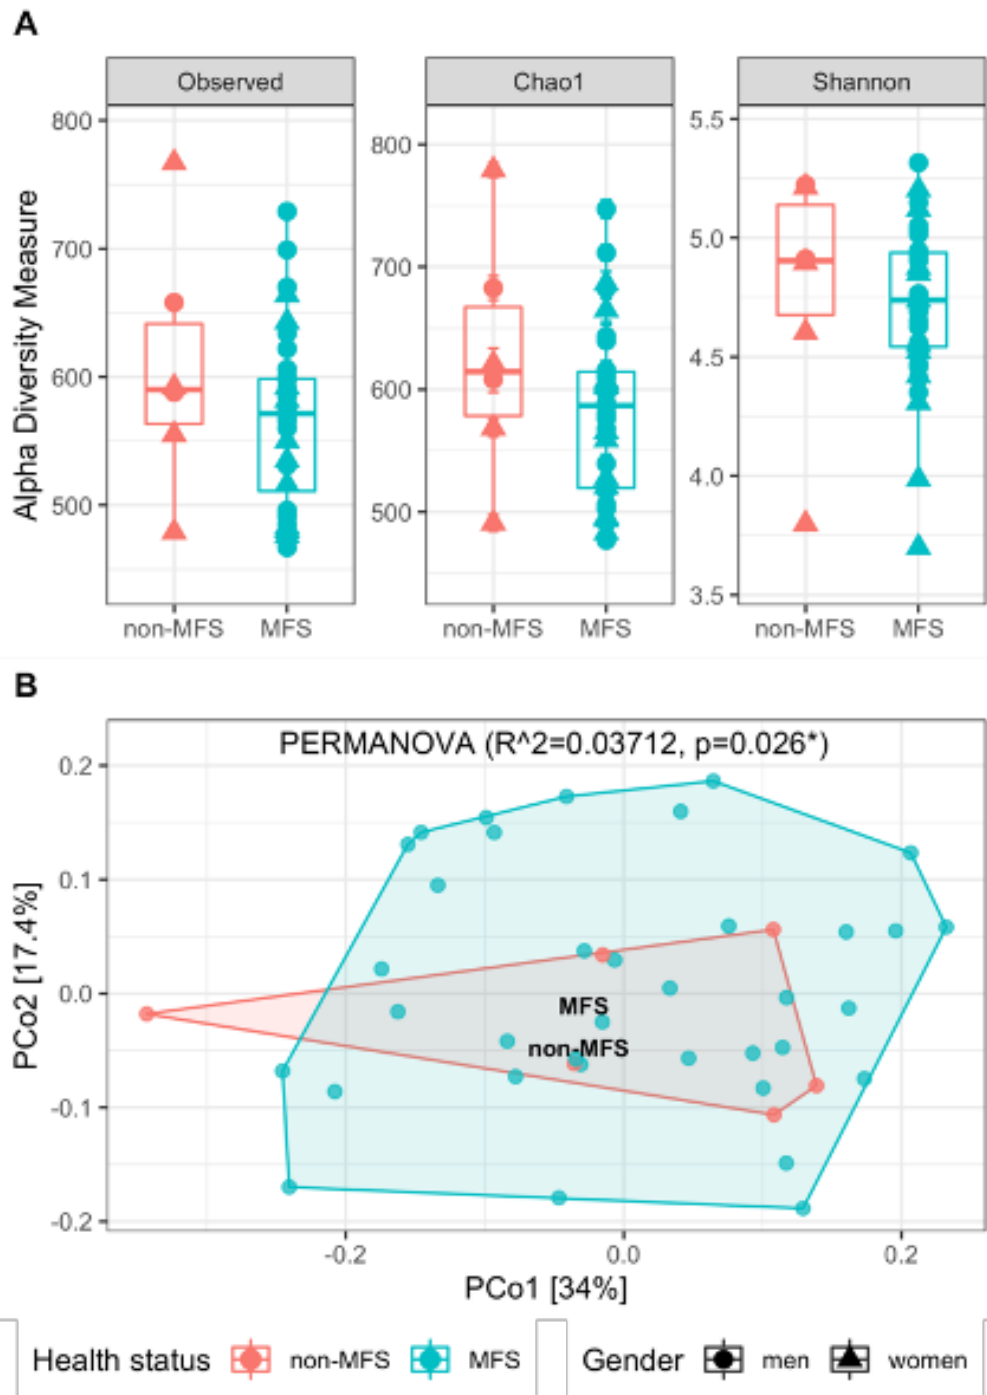 A
Observed
Chao1
Shannon
Alpha Diversity Measure
800
700
600
500
800
700
600
500
5.5
5.0
4.5
4.0
3.5
non-MFS
MFS
non-MFS
MFS
non-MFS
MFS
B
PERMANOVA (R^2=0.03712, p=0.026*)
PCo2 [17.4%]
0.2
0.1
0.0
-0.1
-0.2
MFS
non-MFS
-0.2
0.0
0.2
PCo1 [34%]
Health status non-MFS MFS Gender men women